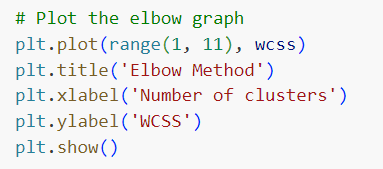 # Plot the elbow graph
plt.plot(range(1, 11), wcss)
plt.title('Elbow Method')
plt.xlabel('Number of clusters')
plt.ylabel('WCSS')
plt.show()